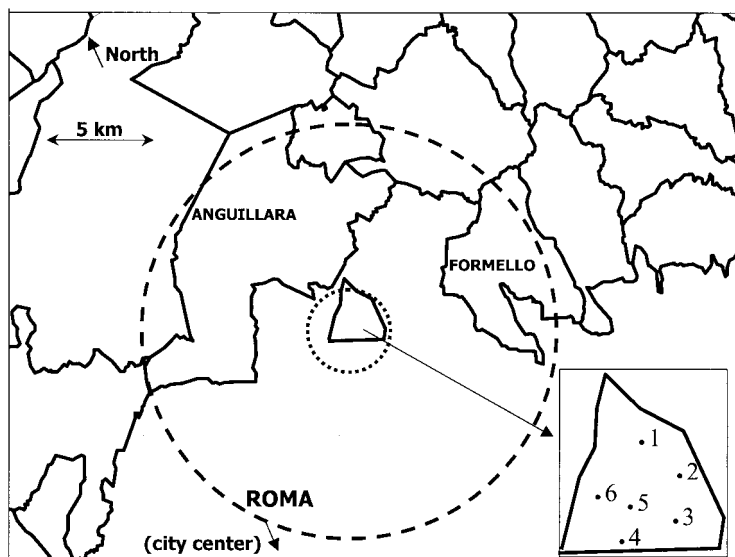 North
5 km
ANGUILLARA
FORMELLO
1
2
6
5
3
4
ROMA
(city center)